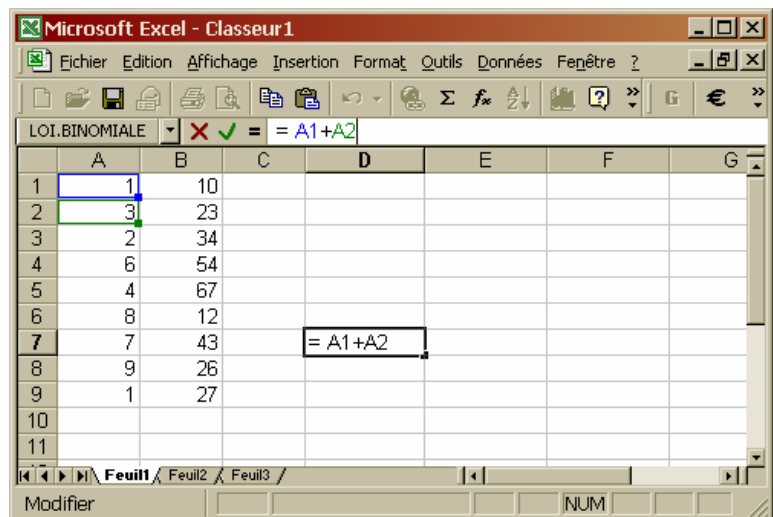 Microsoft Excel - Classeur1
Fichier Edition Affichage Insertion Format Outils Données Fenêtre ?
Σ fx G € 
LOI.BINOMIALE = = A1+A2
A B C D E F G
1 1 10
2 3 23
3 2 34
4 6 54
5 4 67
6 8 12
7 7 43 = A1+A2
8 9 26
9 1 27
10
11
Feuil1 Feuil2 Feuil3
Modifier NUM